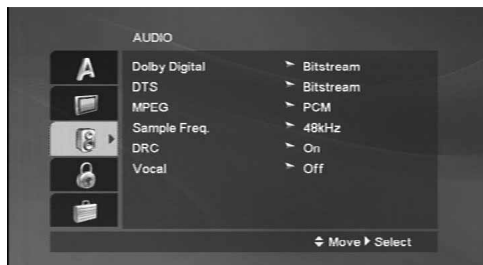 AUDIO
A
Dolby Digital Bitstream
DTS Bitstream
MPEG PCM
Sample Freq. 48kHz
DRC On
Vocal Off
Move Select